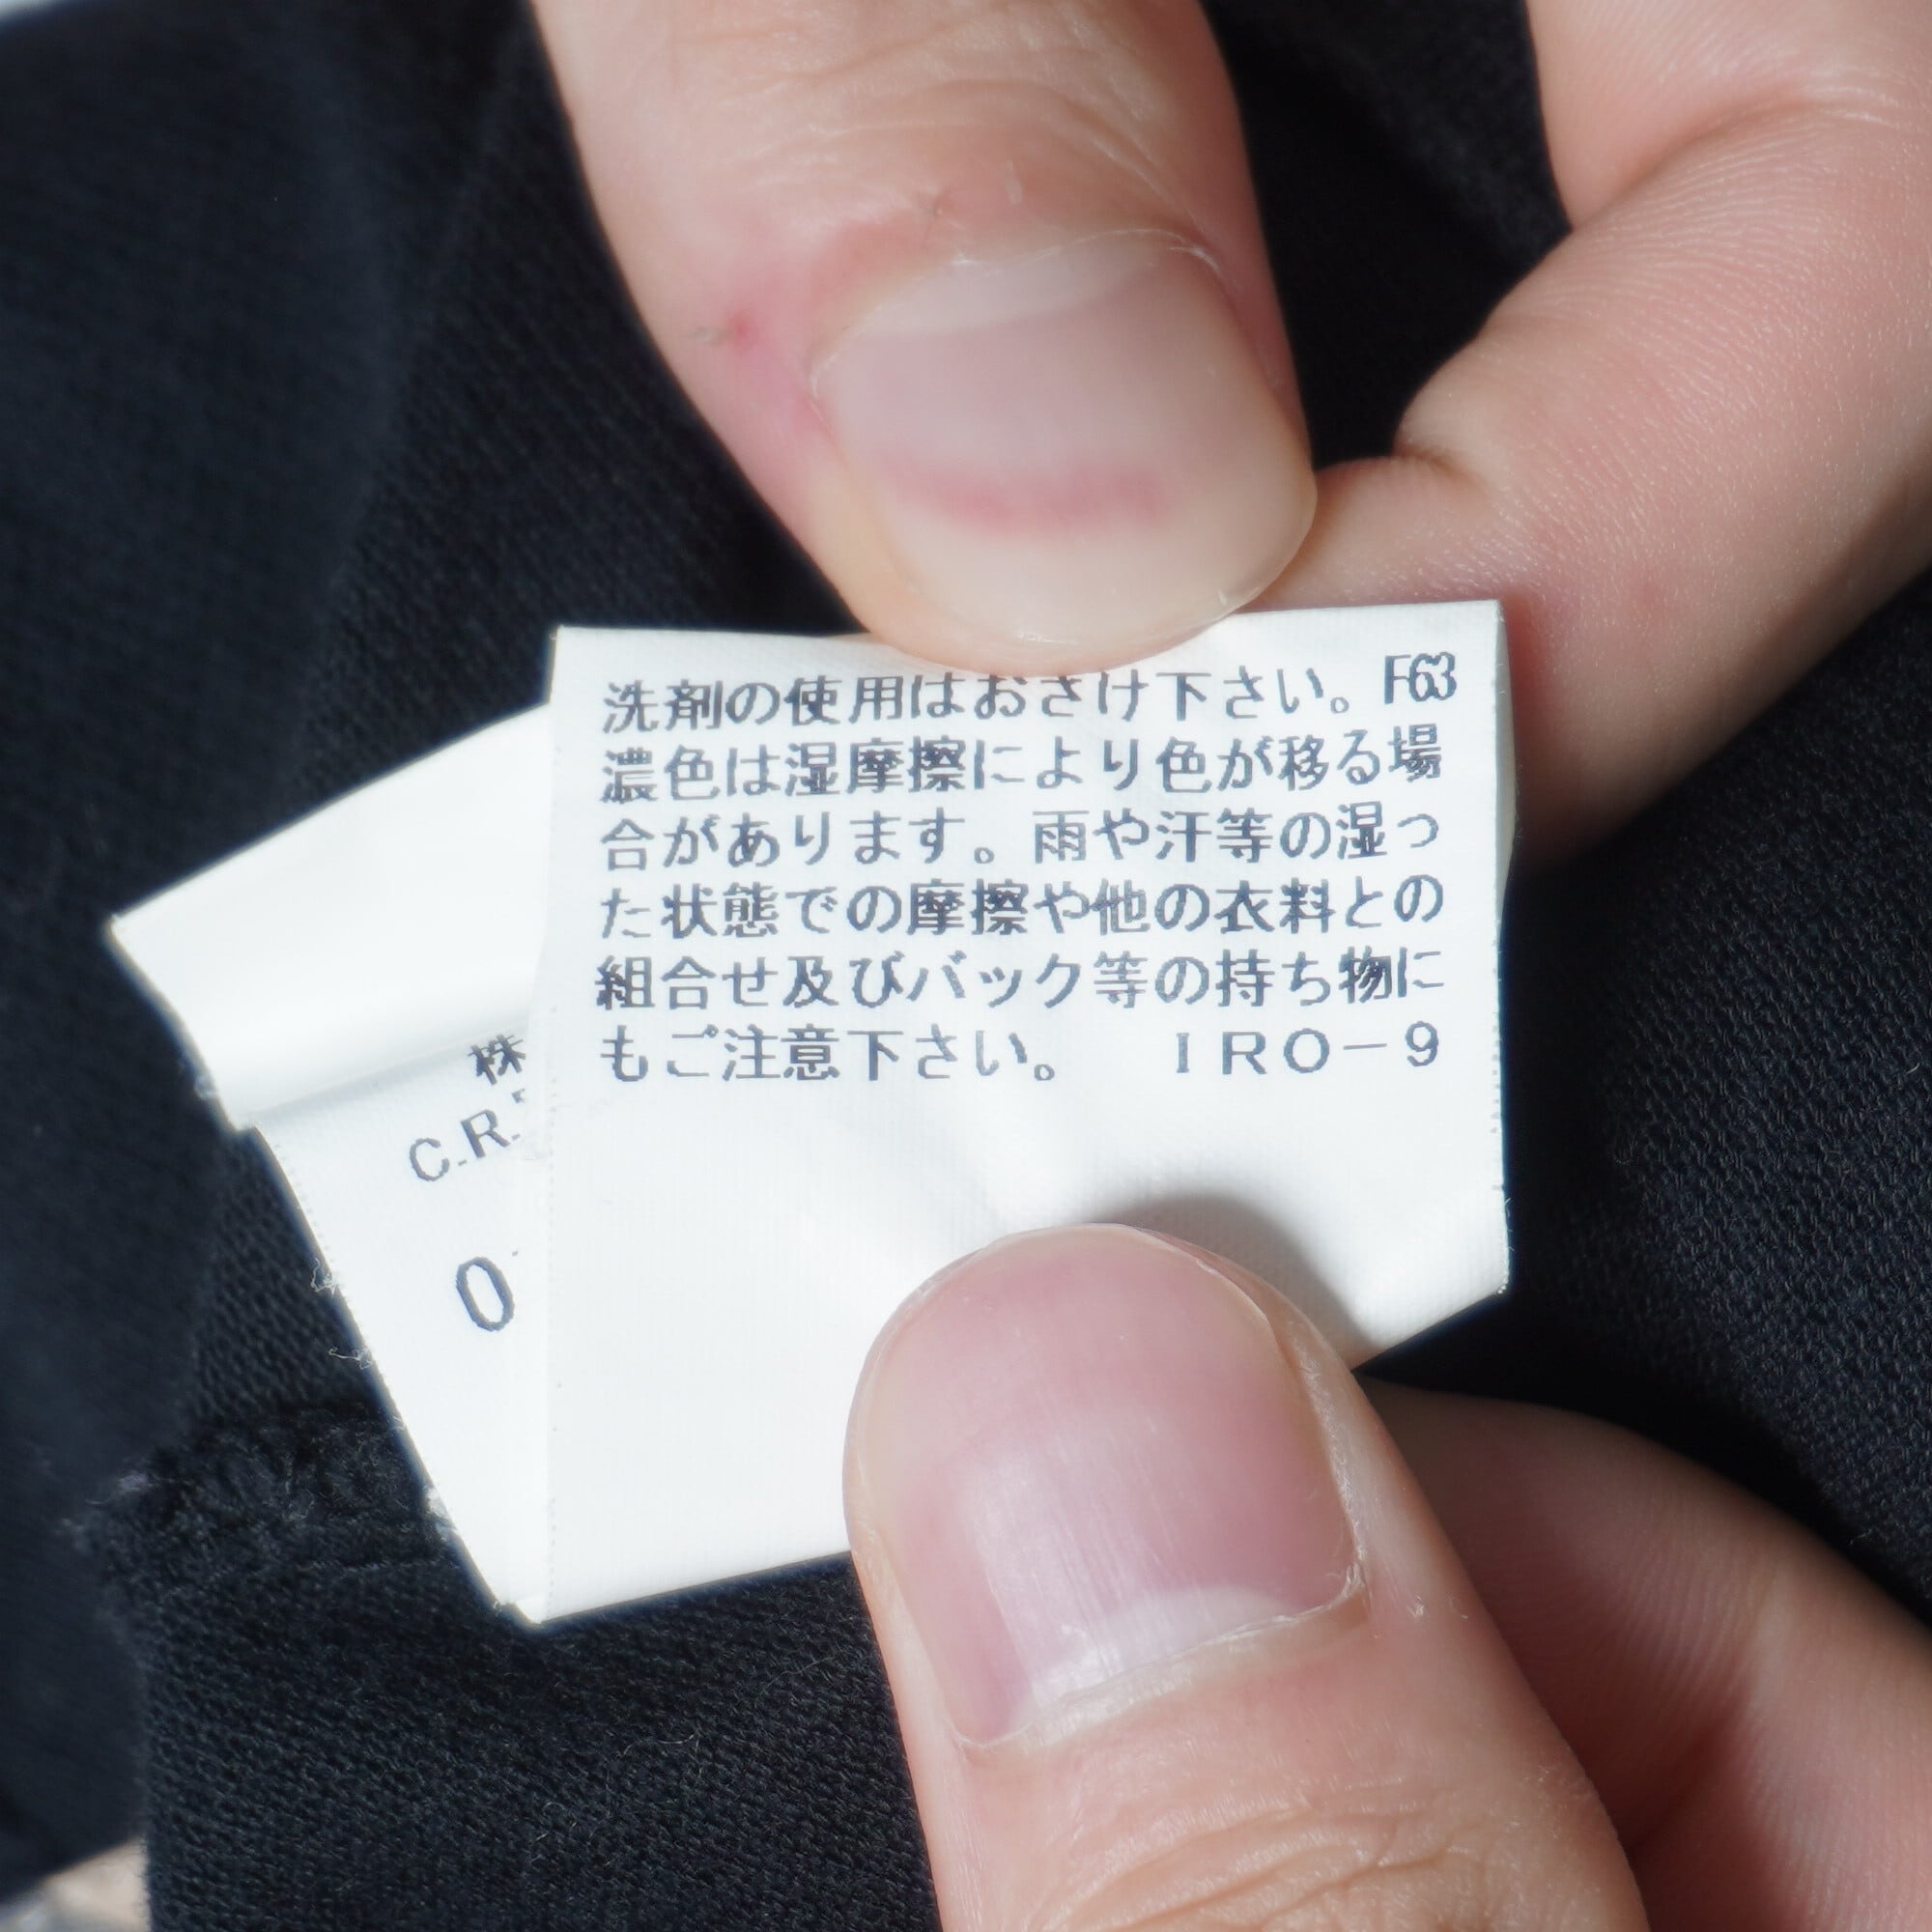 洗剤の使用はおさけ下さい。F63
濃色は湿摩擦により色が移る場
合があります。雨や汗等の湿っ
た状態での摩擦や他の衣料との
組合せ及びバック等の持ち物に
もご注意下さい。 IRO-9
株
C.R.
0